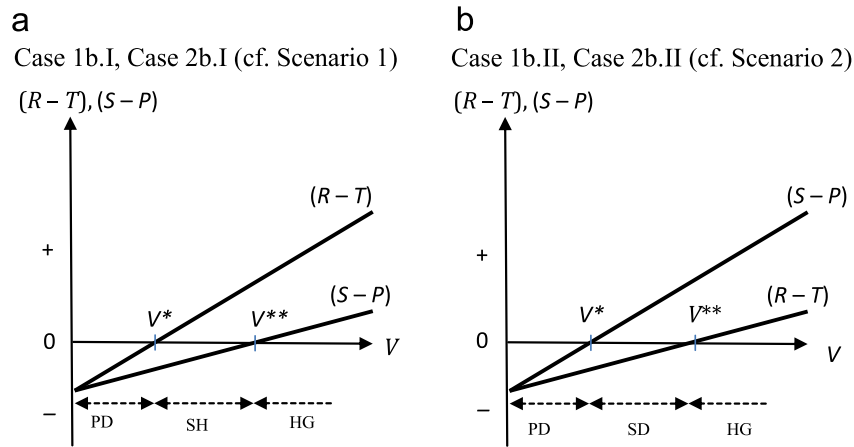 a
Case 1b.I, Case 2b.I (cf. Scenario 1)
(R – T), (S – P)
(R – T)
+
(S – P)
V*
V**
0
V
–
PD
SH
HG
b
Case 1b.II, Case 2b.II (cf. Scenario 2)
(R – T), (S – P)
(S – P)
+
(R – T)
V*
V**
0
V
–
PD
SD
HG